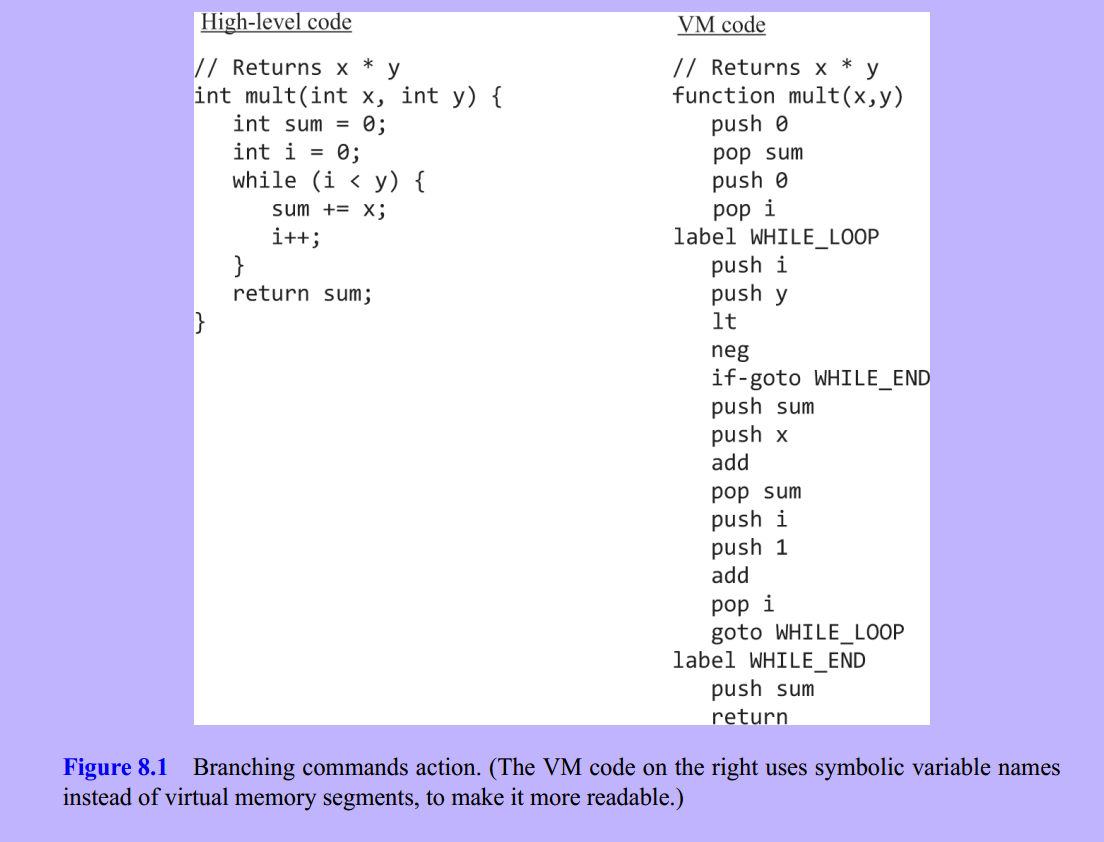 High-level code
// Returns x * y
int mult(int x, int y) {
   int sum = 0;
   int i = 0;
   while (i < y) {
      sum += x;
      i++;
   }
   return sum;
}
VM code
// Returns x * y
function mult(x,y)
   push 0
   pop sum
   push 0
   pop i
label WHILE_LOOP
   push i
   push y
   lt
   neg
   if-goto WHILE_END
   push sum
   push x
   add
   pop sum
   push i
   push 1
   add
   pop i
   goto WHILE_LOOP
label WHILE_END
   push sum
   return
Figure 8.1 Branching commands action. (The VM code on the right uses symbolic variable names
instead of virtual memory segments, to make it more readable.)